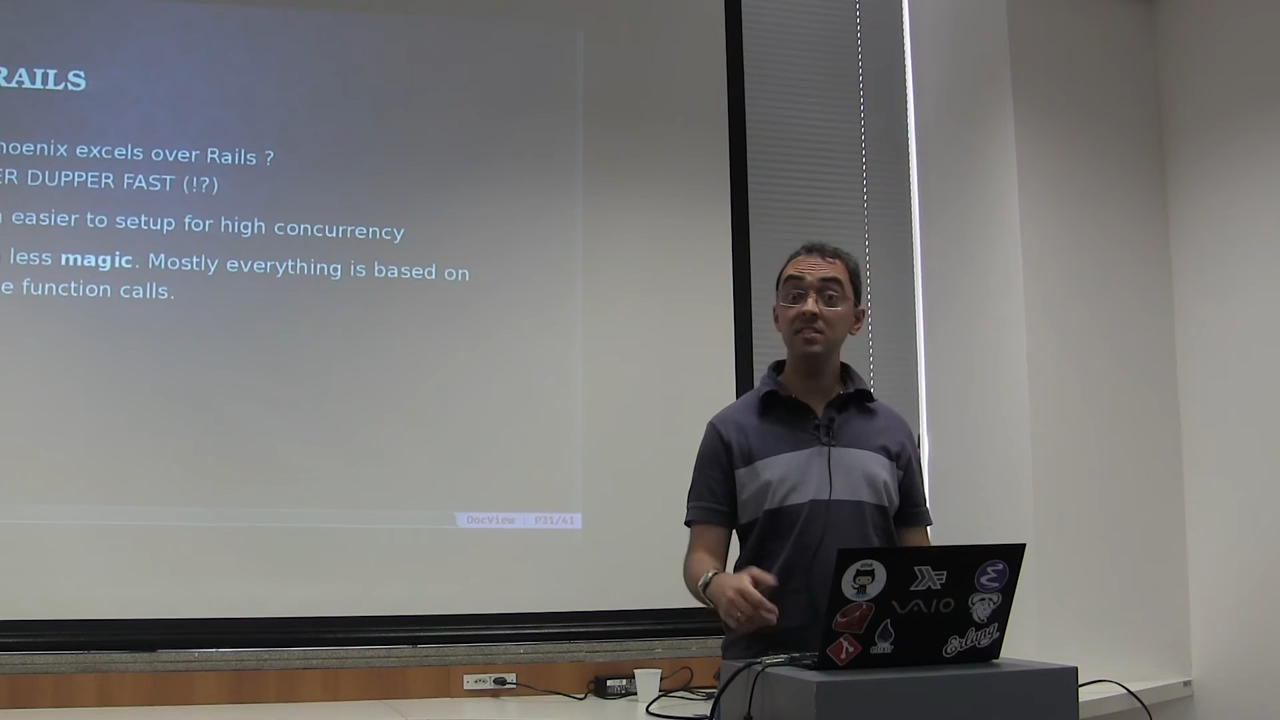 RAILS
hoenix excels over Rails ?
ER DUPPER FAST (!?)
easier to setup for high concurrency
less magic. Mostly everything is based on
e function calls.
DocView P31/41
VAIO
elixir
Erlang